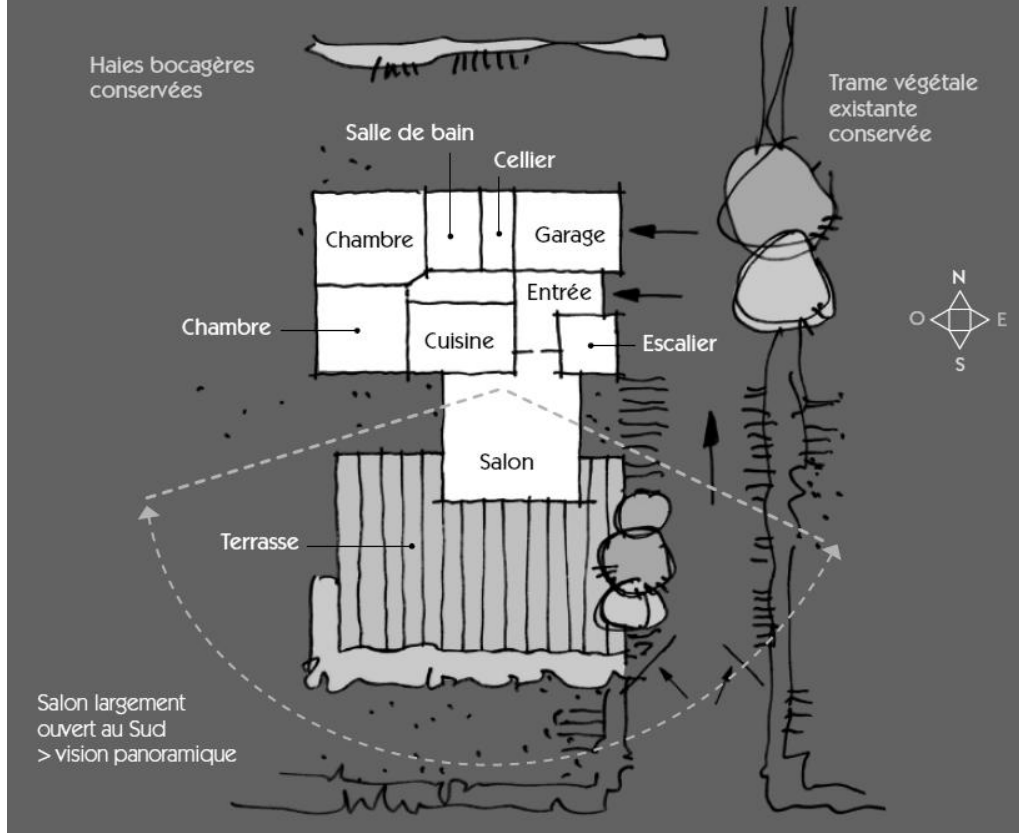 Haies bocagères
conservées
Trame végétale
existante
conservée
Salle de bain
Cellier
Chambre
Garage
Entrée
Chambre
Cuisine
Escalier
N
O
E
S
Salon
Terrasse
Salon largement
ouvert au Sud
> vision panoramique